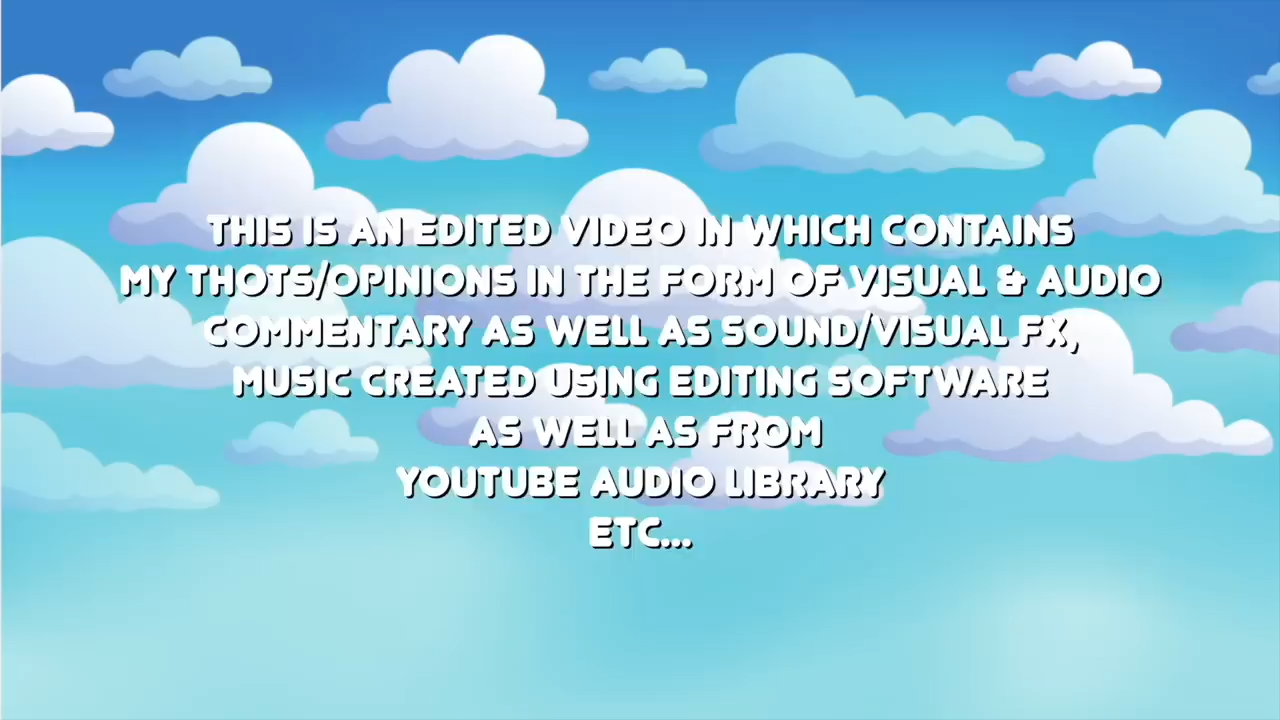 THIS IS AN EDITED VIDEO IN WHICH CONTAINS
MY THOTS/OPINIONS IN THE FORM OF VISUAL & AUDIO
COMMENTARY AS WELL AS SOUND/VISUAL FX,
MUSIC CREATED USING EDITING SOFTWARE
AS WELL AS FROM
YOUTUBE AUDIO LIBRARY
ETC...